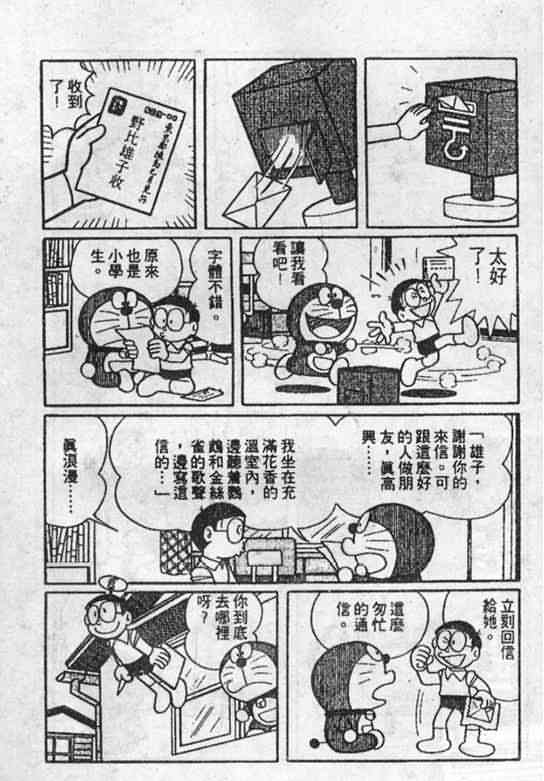 收到
了！
野比雄子收
太好
了！
讓我看
看吧！
字體不錯。
原來
也是
小學
生。
「雄子，
謝謝你的
來信。可
跟這麼好
的人做朋
友，眞高
興……
我坐在充
滿花香的
溫室內，
邊聽着鸚
鵡和金絲
雀的歌聲
，邊寫這
信的…」
眞浪漫……
立刻回信
給她。
這麼
匆忙
的通
信。
你到底
去哪裡
呀？